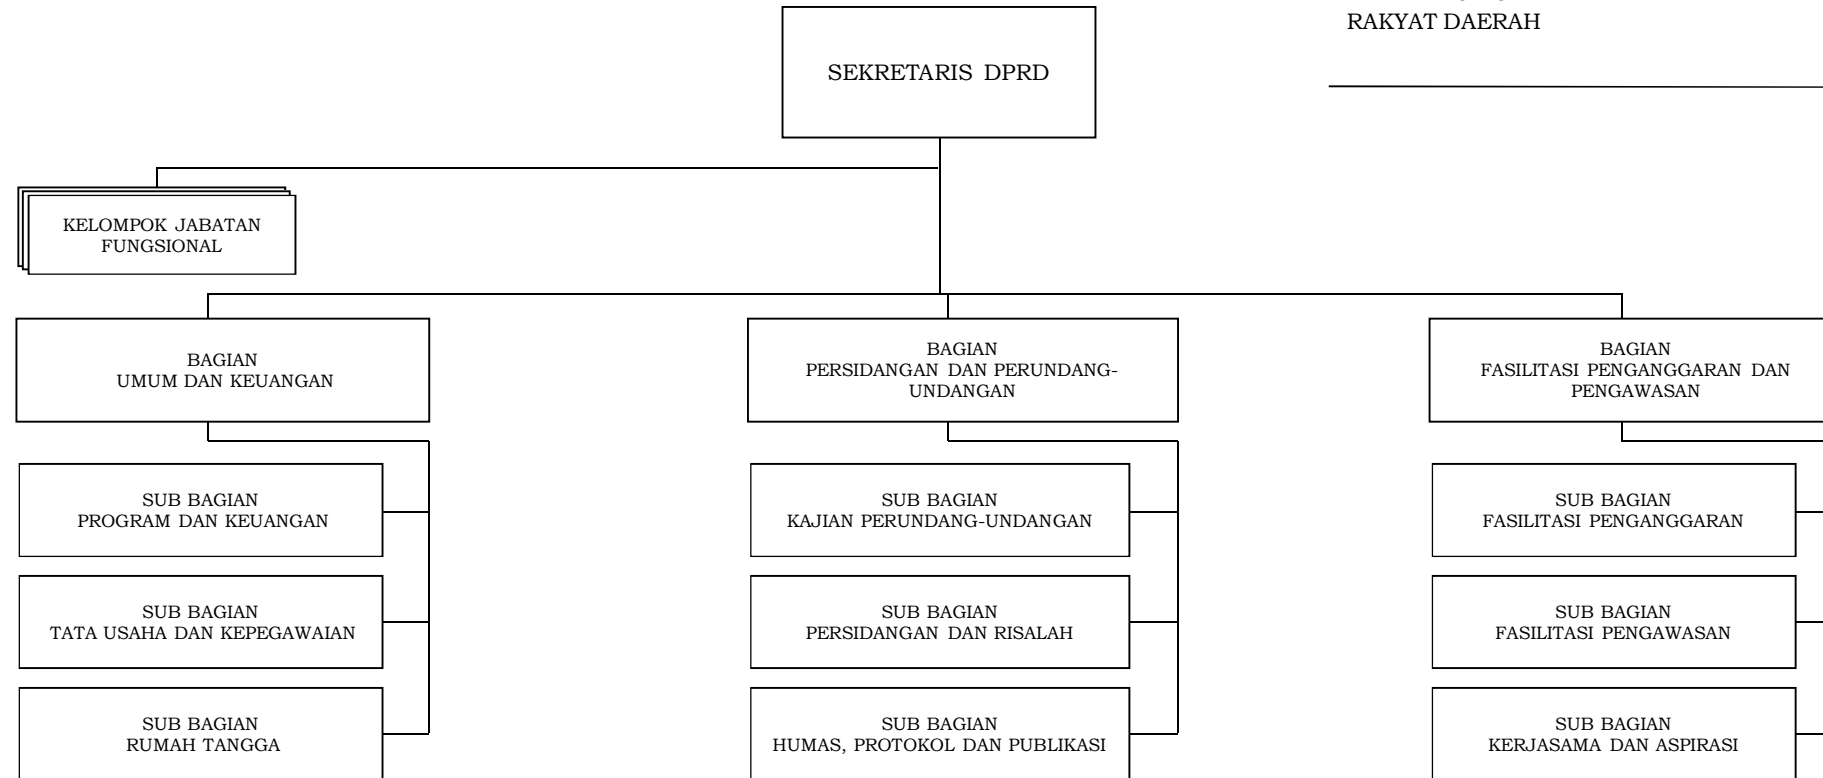 RAKYAT DAERAH
SEKRETARIS DPRD
KELOMPOK JABATAN
FUNGSIONAL
BAGIAN
UMUM DAN KEUANGAN
BAGIAN
PERSIDANGAN DAN PERUNDANG-
UNDANGAN
BAGIAN
FASILITASI PENGANGGARAN DAN
PENGAWASAN
SUB BAGIAN
PROGRAM DAN KEUANGAN
SUB BAGIAN
KAJIAN PERUNDANG-UNDANGAN
SUB BAGIAN
FASILITASI PENGANGGARAN
SUB BAGIAN
TATA USAHA DAN KEPEGAWAIAN
SUB BAGIAN
PERSIDANGAN DAN RISALAH
SUB BAGIAN
FASILITASI PENGAWASAN
SUB BAGIAN
RUMAH TANGGA
SUB BAGIAN
HUMAS, PROTOKOL DAN PUBLIKASI
SUB BAGIAN
KERJASAMA DAN ASPIRASI